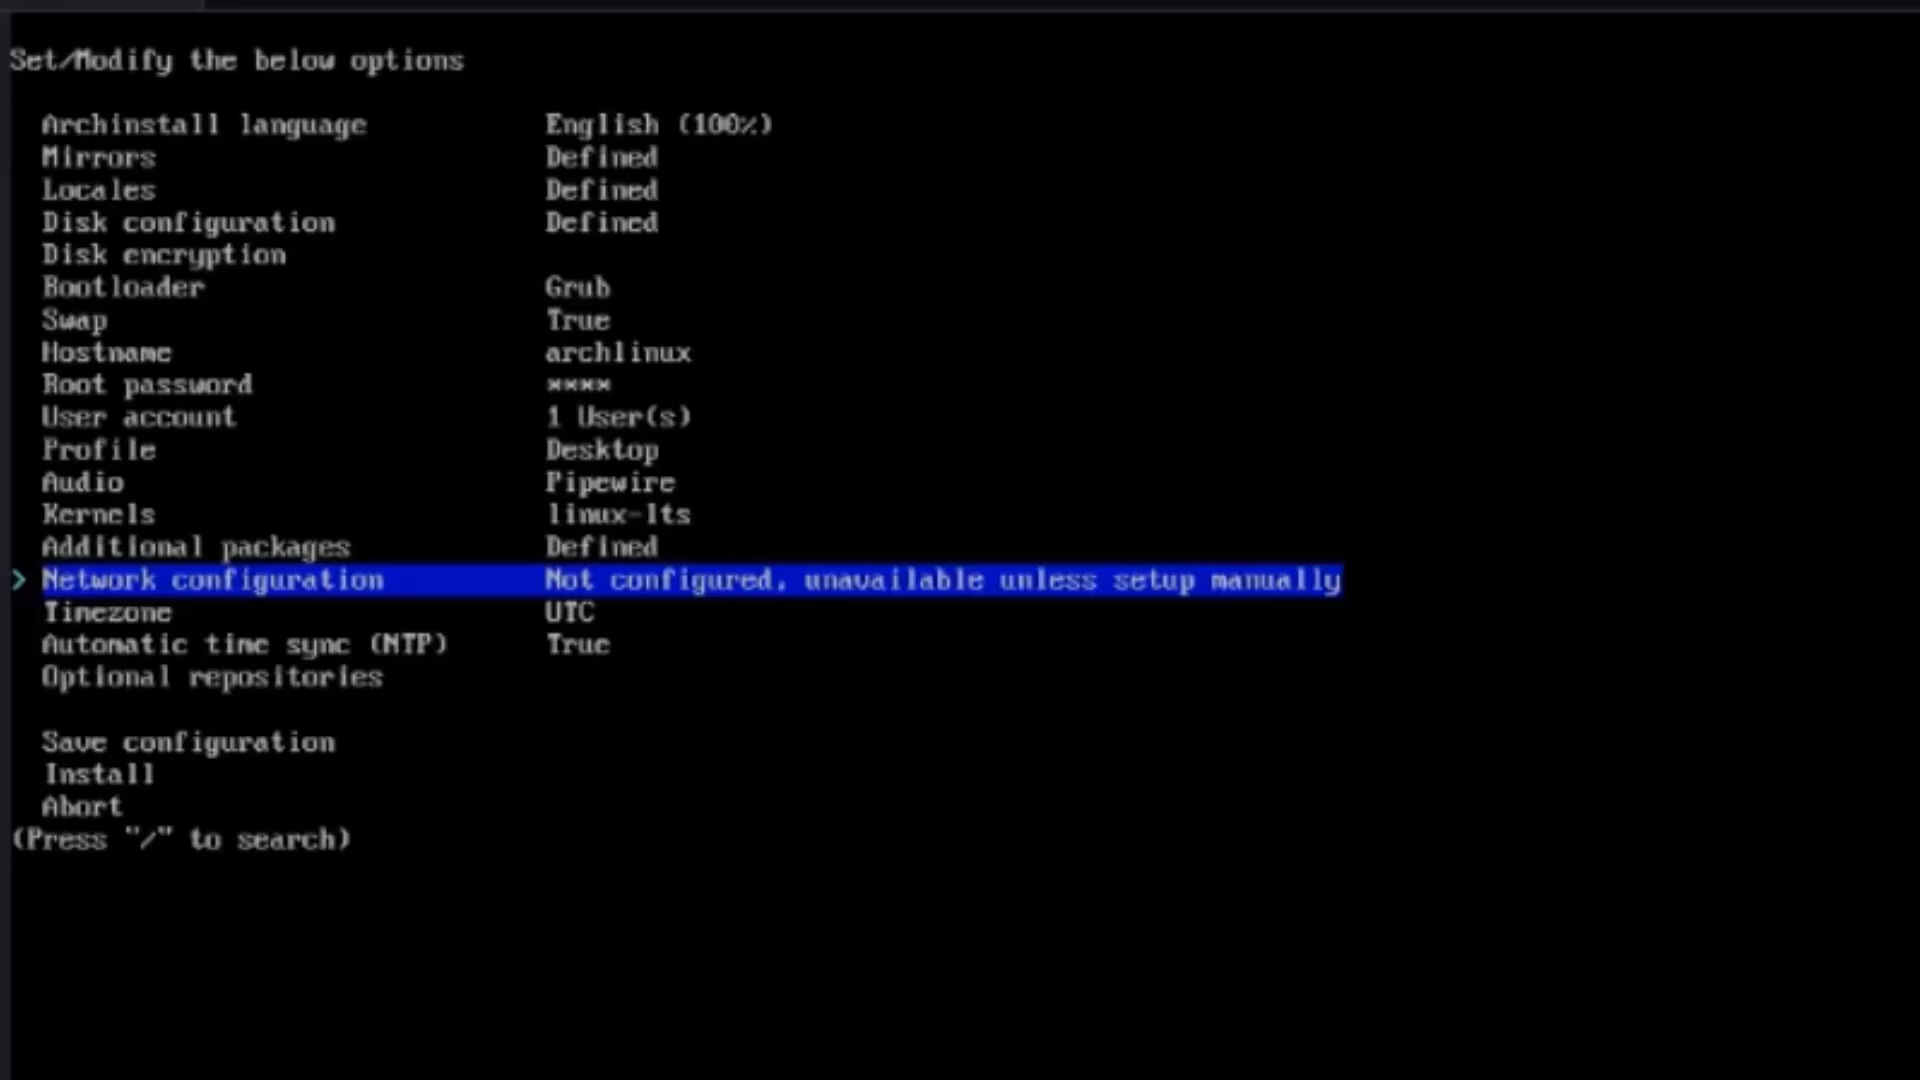 Set/Modify the below options
Archinstall language English (100%)
Mirrors Defined
Locales Defined
Disk configuration Defined
Disk encryption
Bootloader Grub
Swap True
Hostname archlinux
Root password ****
User account 1 User(s)
Profile Desktop
Audio Pipewire
Kernels linux-lts
Additional packages Defined
> Network configuration Not configured, unavailable unless setup manually
Timezone UTC
Automatic time sync (NTP) True
Optional repositories
Save configuration
Install
Abort
(Press "/" to search)